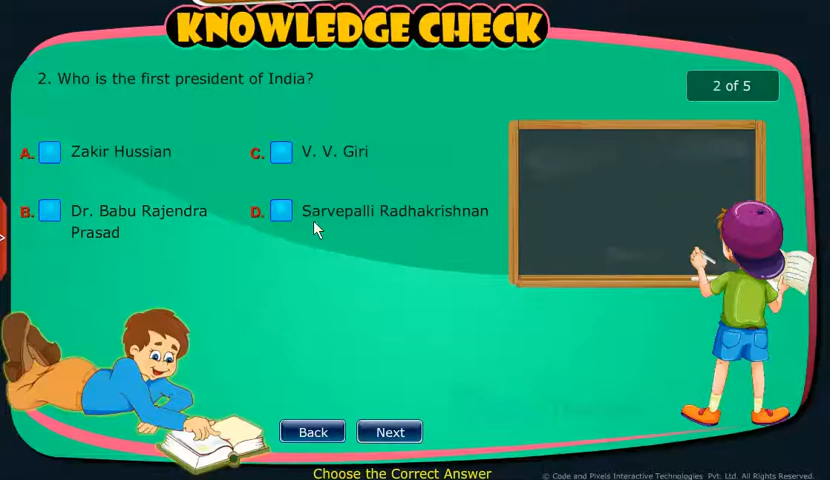 KNOWLEDGE CHECK
2. Who is the first president of India?
2 of 5
A. Zakir Hussian
C. V. V. Giri
B. Dr. Babu Rajendra
Prasad
D. Sarvepalli Radhakrishnan
Back
Next
Choose the Correct Answer
© Code and Pixels Interactive Technologies Pvt. Ltd. All Rights Reserved.